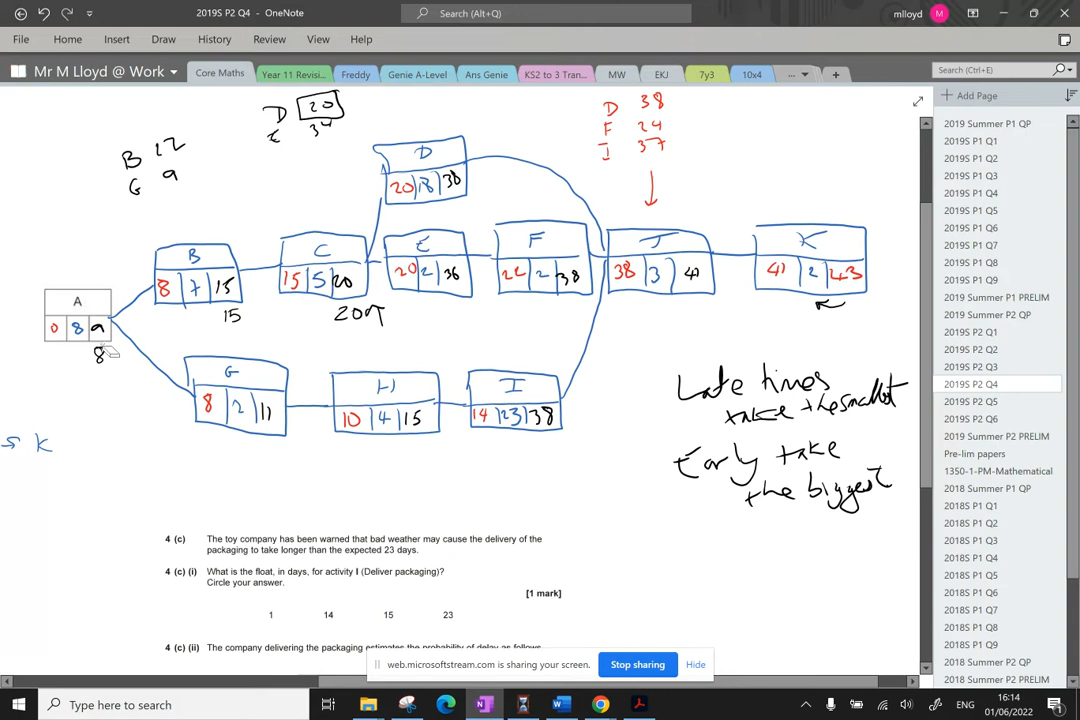 2019S P2 Q4 - OneNote
Search (Alt+Q)
mlloyd
M
File Home Insert Draw History Review View Help
Mr M Lloyd @ Work
Core Maths
Year 11 Revisi...
Freddy
Genie A-Level
Ans Genie
KS2 to 3 Tran...
MW
EKJ
7y3
10x4
...
Search (Ctrl+E)
Add Page
2019 Summer P1 QP
2019S P1 Q1
2019S P1 Q2
2019S P1 Q3
2019S P1 Q4
2019S P1 Q5
2019S P1 Q6
2019S P1 Q7
2019S P1 Q8
2019S P1 Q9
2019 Summer P1 PRELIM
2019 Summer P2 QP
2019S P2 Q1
2019S P2 Q2
2019S P2 Q3
2019S P2 Q4
2019S P2 Q5
2019S P2 Q6
2019 Summer P2 PRELIM
Pre-lim papers
1350-1-PM-Mathematical
2018 Summer P1 QP
2018S P1 Q1
2018S P1 Q2
2018S P1 Q3
2018S P1 Q4
2018S P1 Q5
2018S P1 Q6
2018S P1 Q7
2018S P1 Q8
2018S P1 Q9
2018 Summer P2 PRELIM
2018 Summer P2 QP
D 20
E 34
B 22
G 9
D 38
F 24
I 37
D
20 18 38
B
8 7 15
15
C
15 5 20
20
E
20 2 36
F
22 2 38
J
38 3 41
K
41 2 43
A
0 8 9
8
G
8 2 11
H
10 4 15
I
14 23 38
K
Late times
take the smallest
Early take
the biggest
4 (c) The toy company has been warned that bad weather may cause the delivery of the
packaging to take longer than the expected 23 days.
4 (c) (i) What is the float, in days, for activity I (Deliver packaging)?
Circle your answer.
[1 mark]
1 14 15 23
4 (c) (ii) The company delivering the packaging estimates the probability of delay as follows
web.microsoftstream.com is sharing your screen.
Stop sharing
Hide
Type here to search
ENG
16:14
01/06/2022